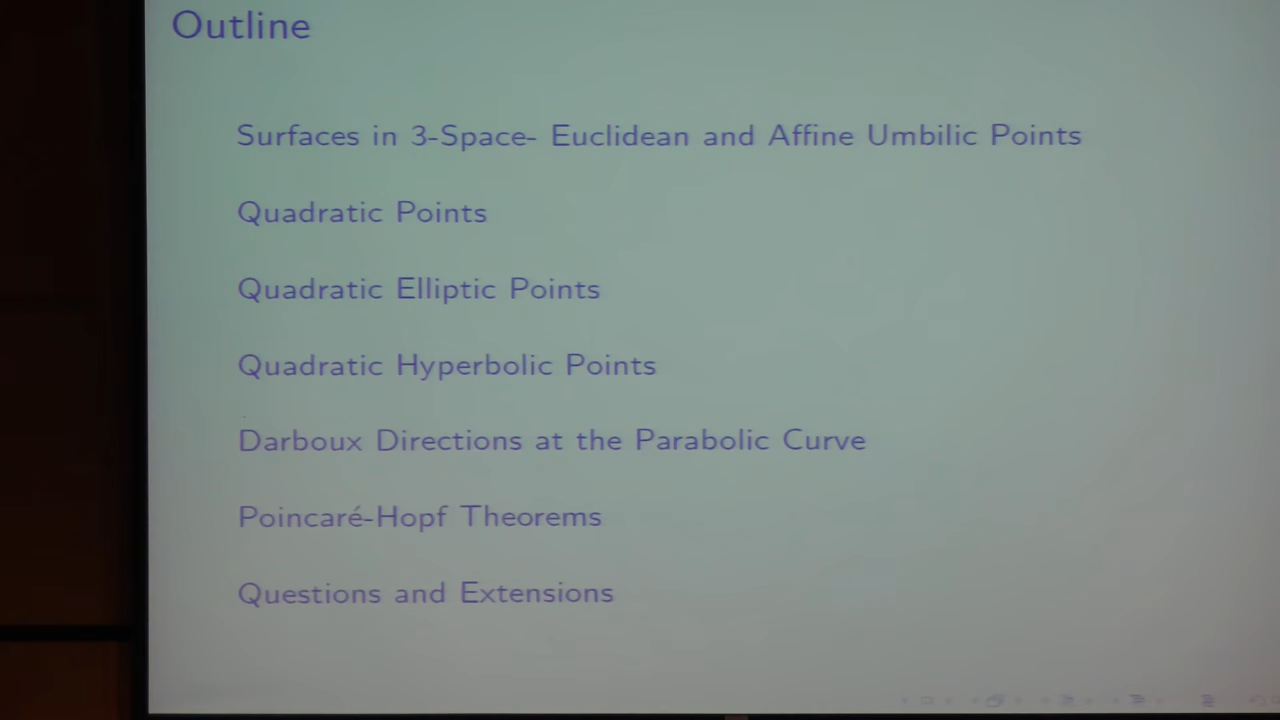 Outline
Surfaces in 3-Space- Euclidean and Affine Umbilic Points
Quadratic Points
Quadratic Elliptic Points
Quadratic Hyperbolic Points
Darboux Directions at the Parabolic Curve
Poincaré-Hopf Theorems
Questions and Extensions